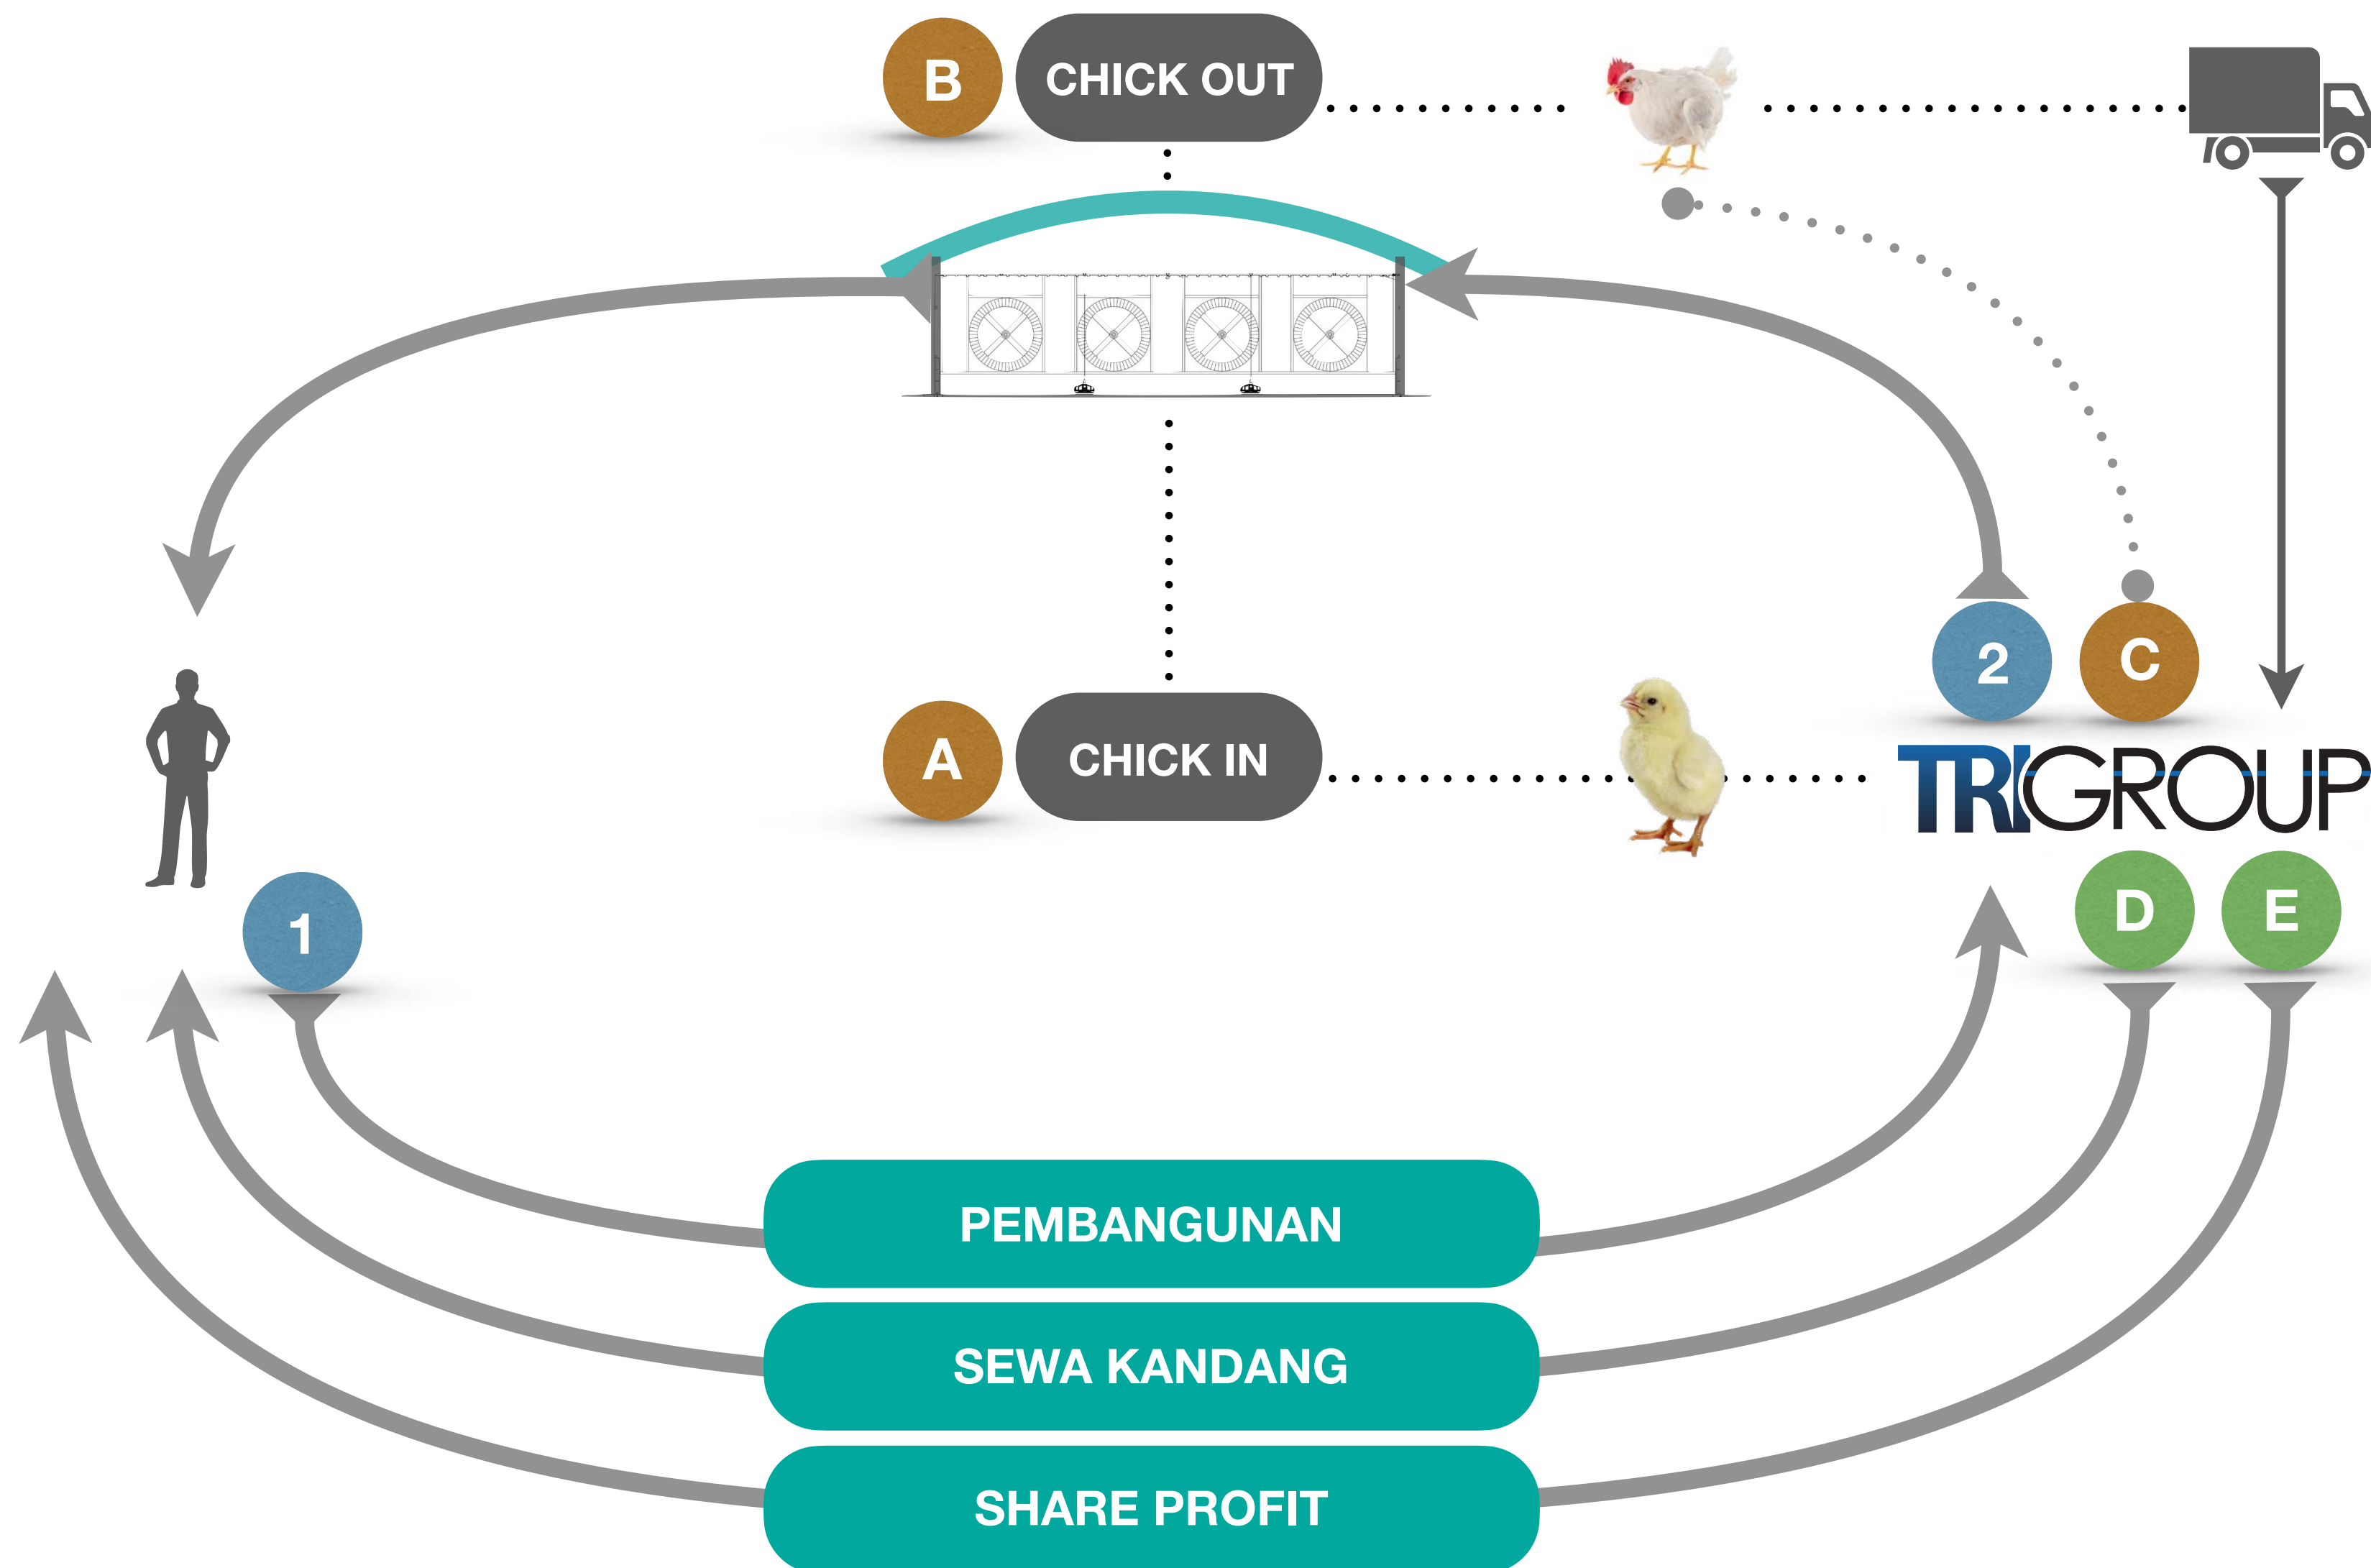 B
CHICK OUT
2
C
A
CHICK IN
TRIGROUP
1
D
E
PEMBANGUNAN
SEWA KANDANG
SHARE PROFIT